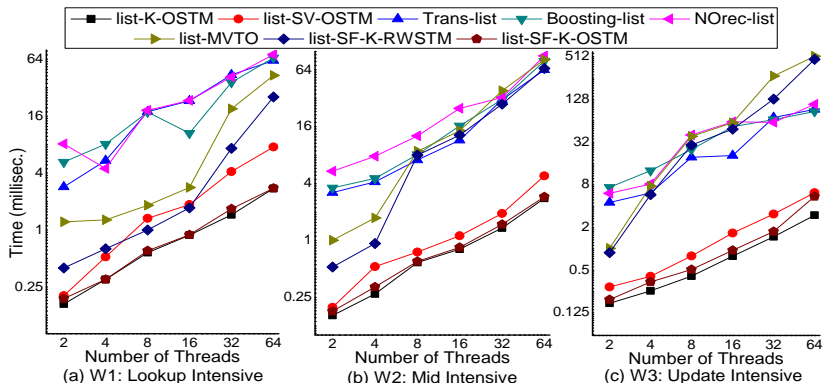 list-K-OSTM list-SV-OSTM Trans-list Boosting-list NOrec-list
list-MVTO list-SF-K-RWSTM list-SF-K-OSTM
Time (millisec.)
64
16
4
1
0.25
2 4 8 16 32 64
Number of Threads
(a) W1: Lookup Intensive
64
16
4
1
0.25
2 4 8 16 32 64
Number of Threads
(b) W2: Mid Intensive
512
128
32
8
2
0.5
0.125
2 4 8 16 32 64
Number of Threads
(c) W3: Update Intensive